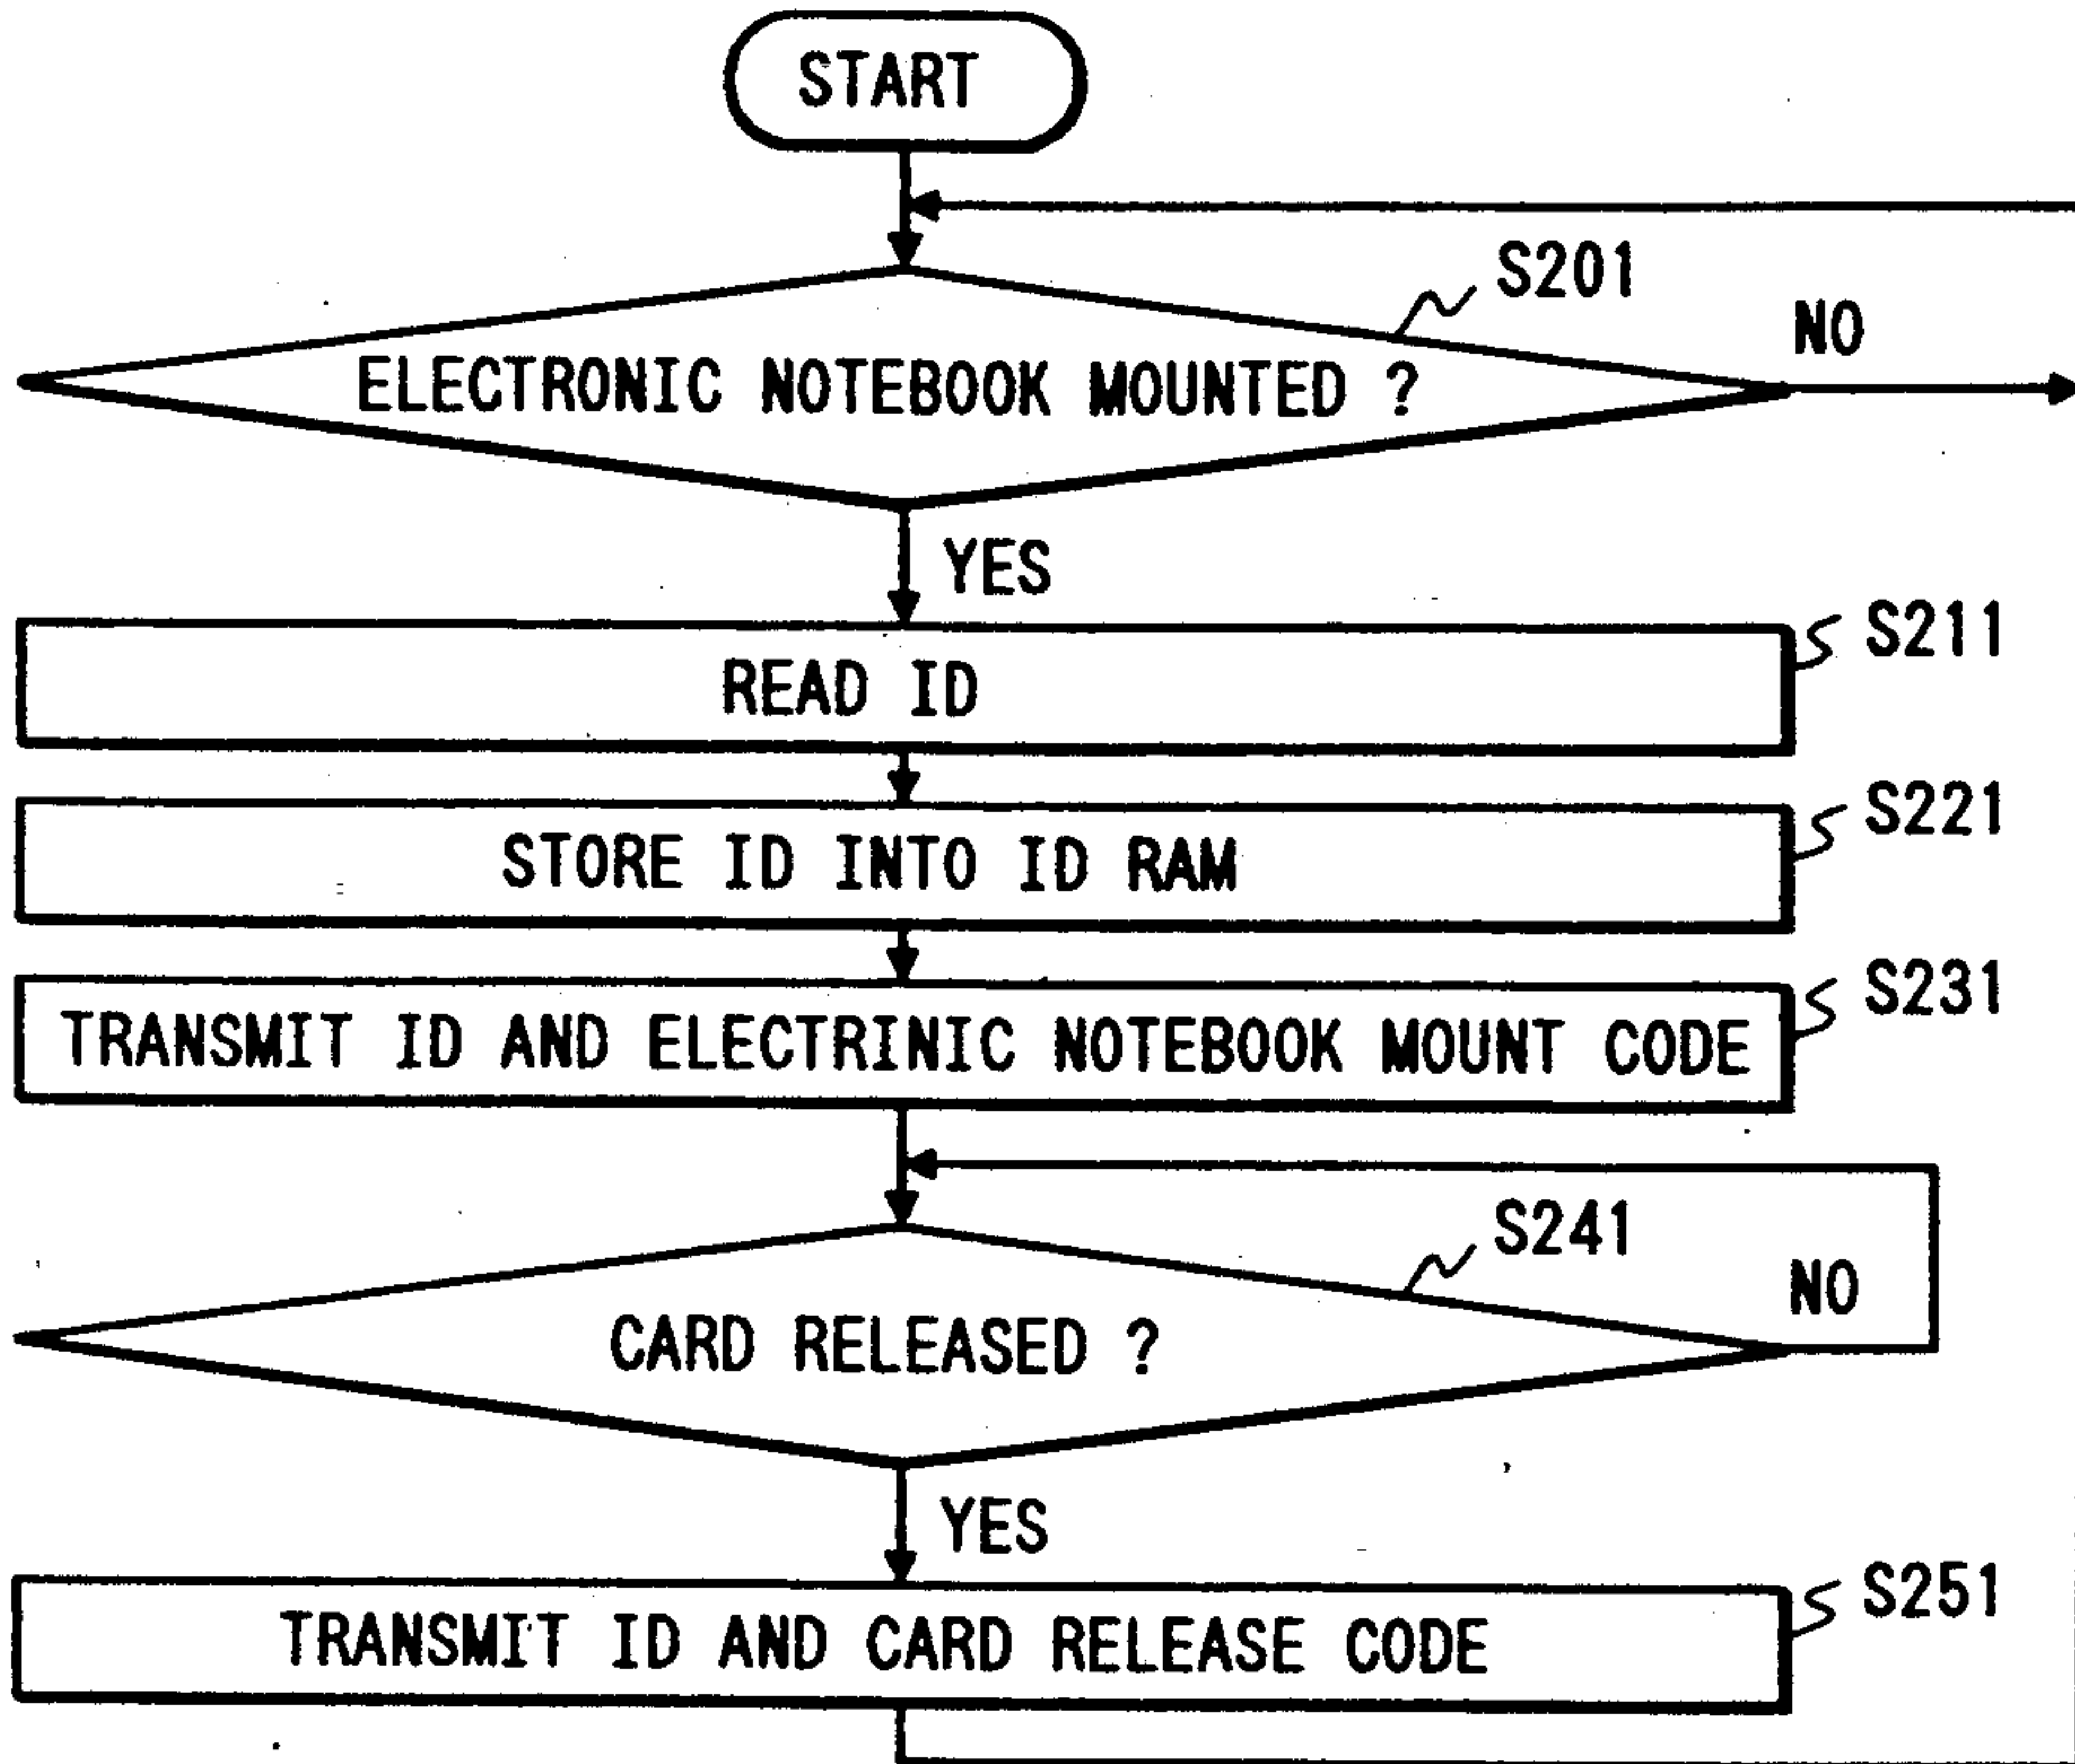 START
S201
NO
ELECTRONIC NOTEBOOK MOUNTED ?
YES
S211
READ ID
S221
STORE ID INTO ID RAM
S231
TRANSMIT ID AND ELECTRINIC NOTEBOOK MOUNT CODE
S241
NO
CARD RELEASED ?
YES
S251
TRANSMIT ID AND CARD RELEASE CODE